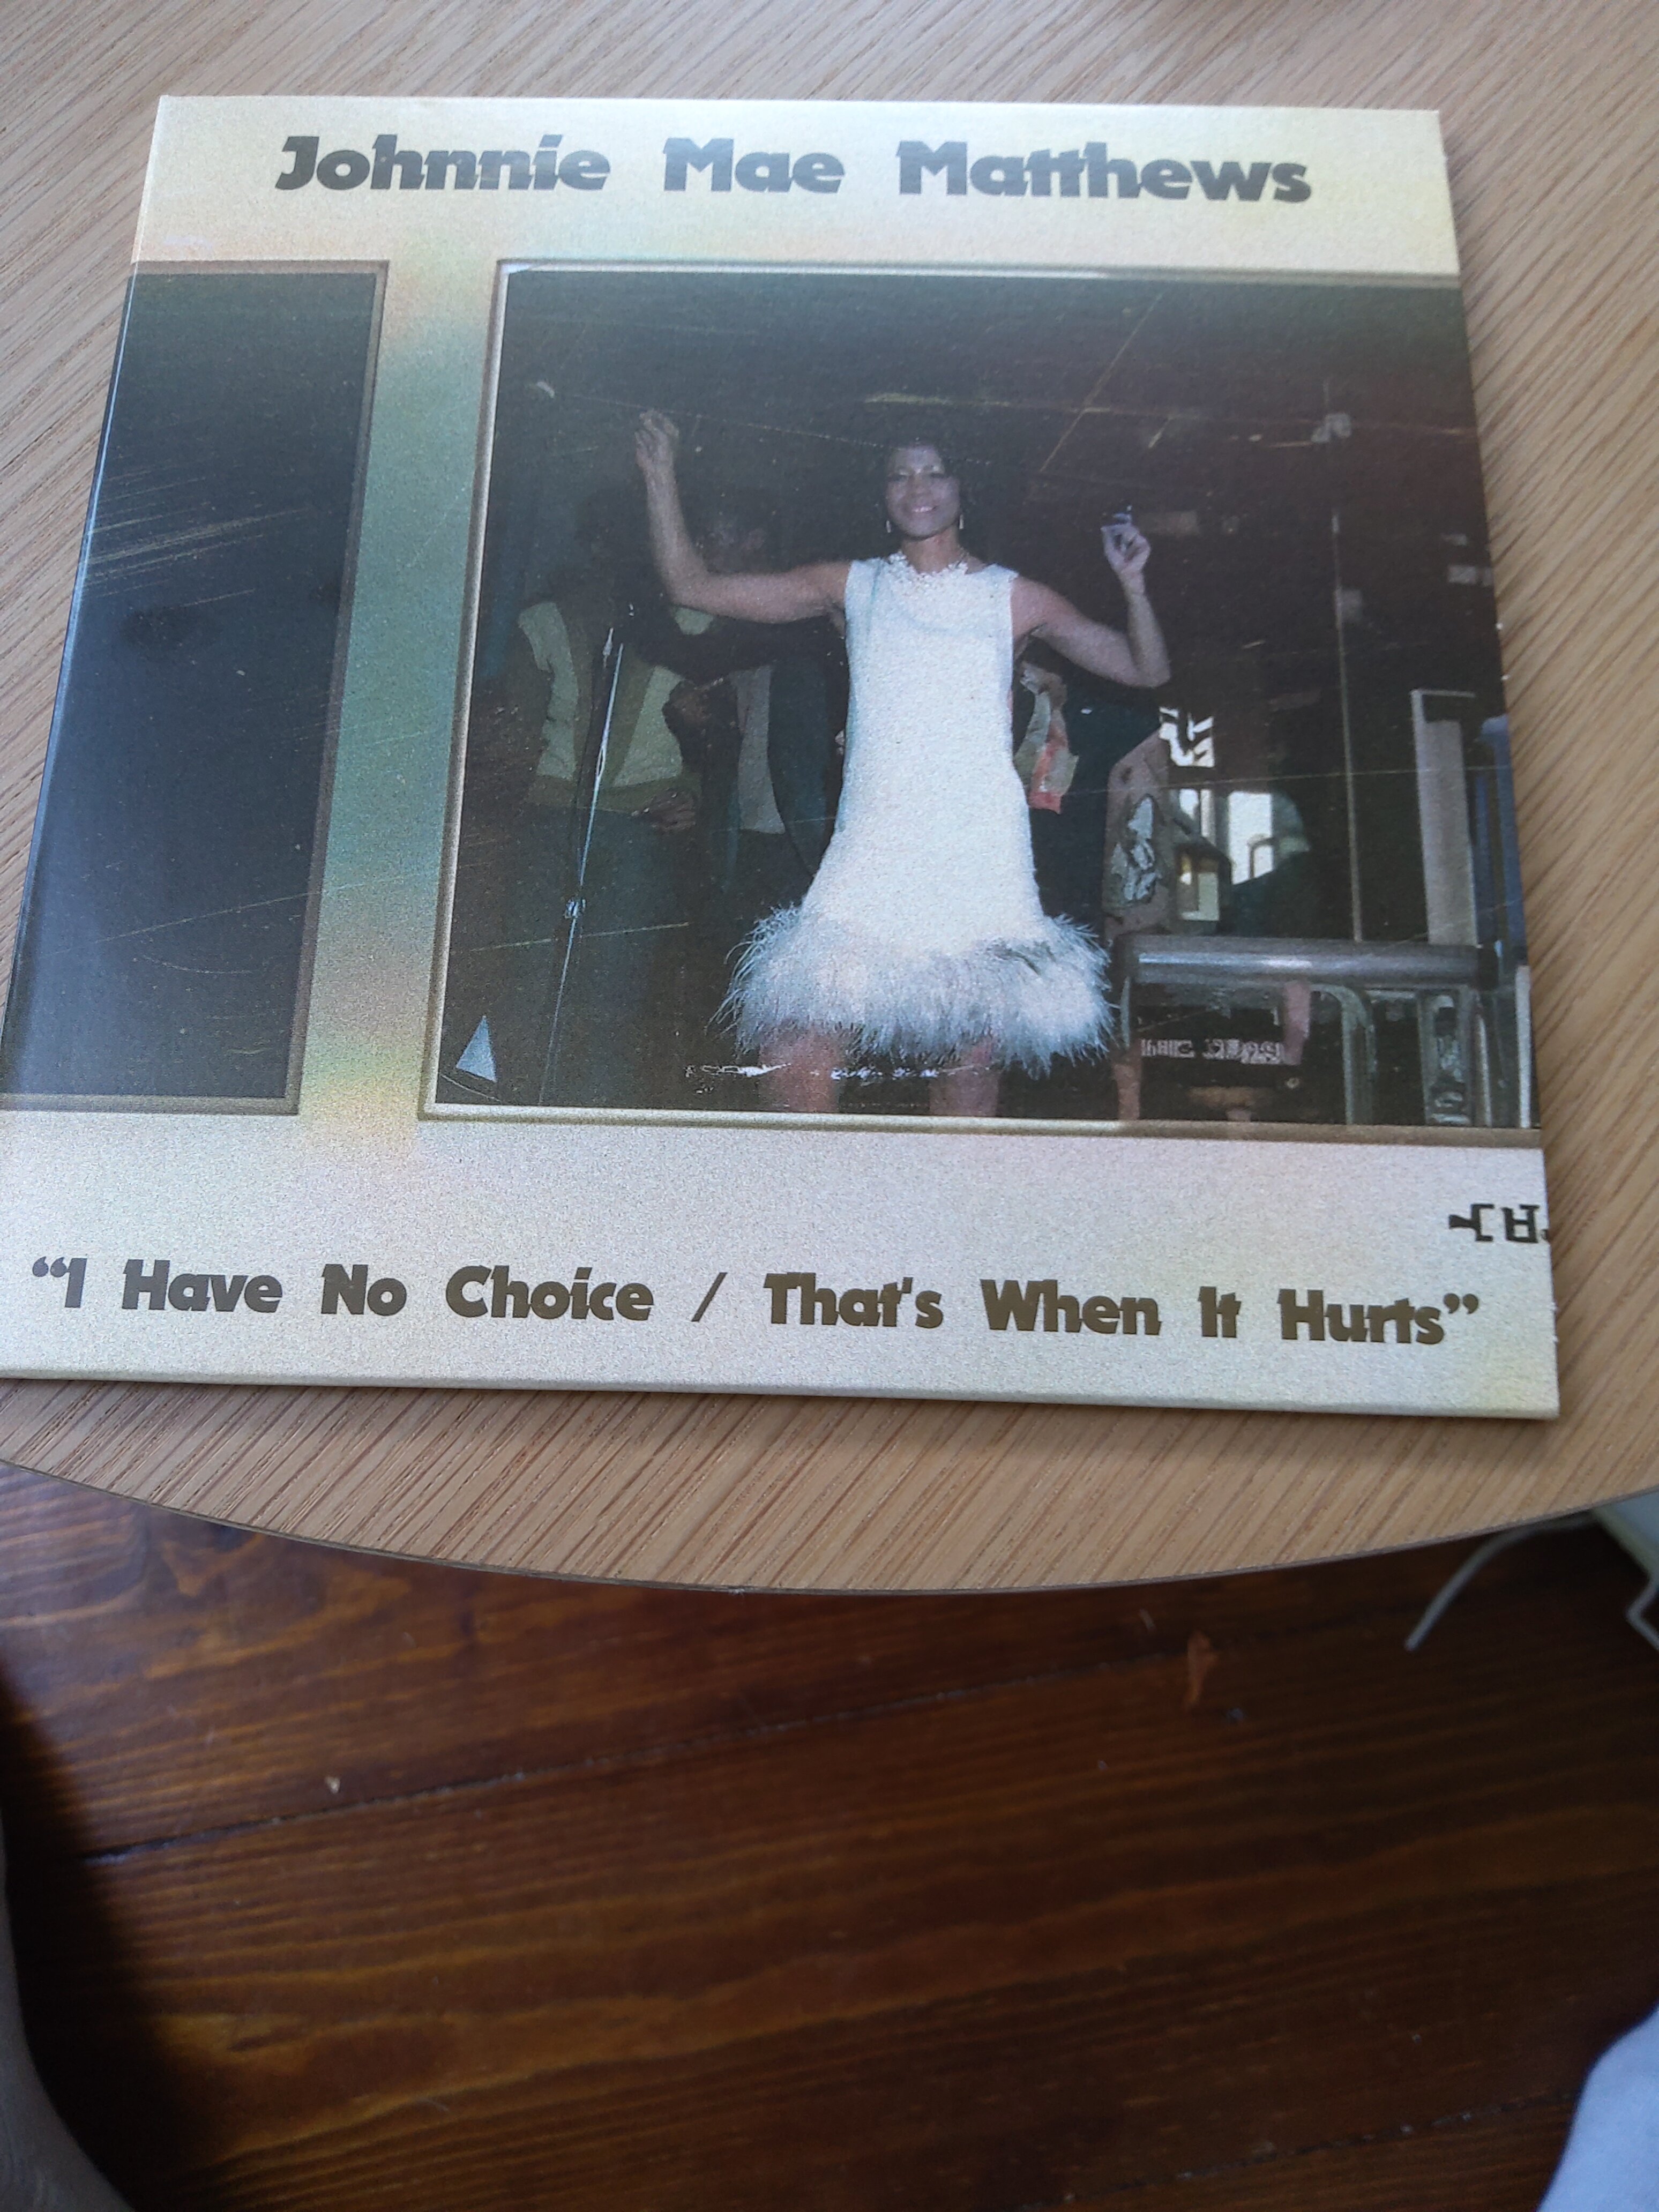 Johnnie Mae Matthews
“I Have No Choice / That's When It Hurts”